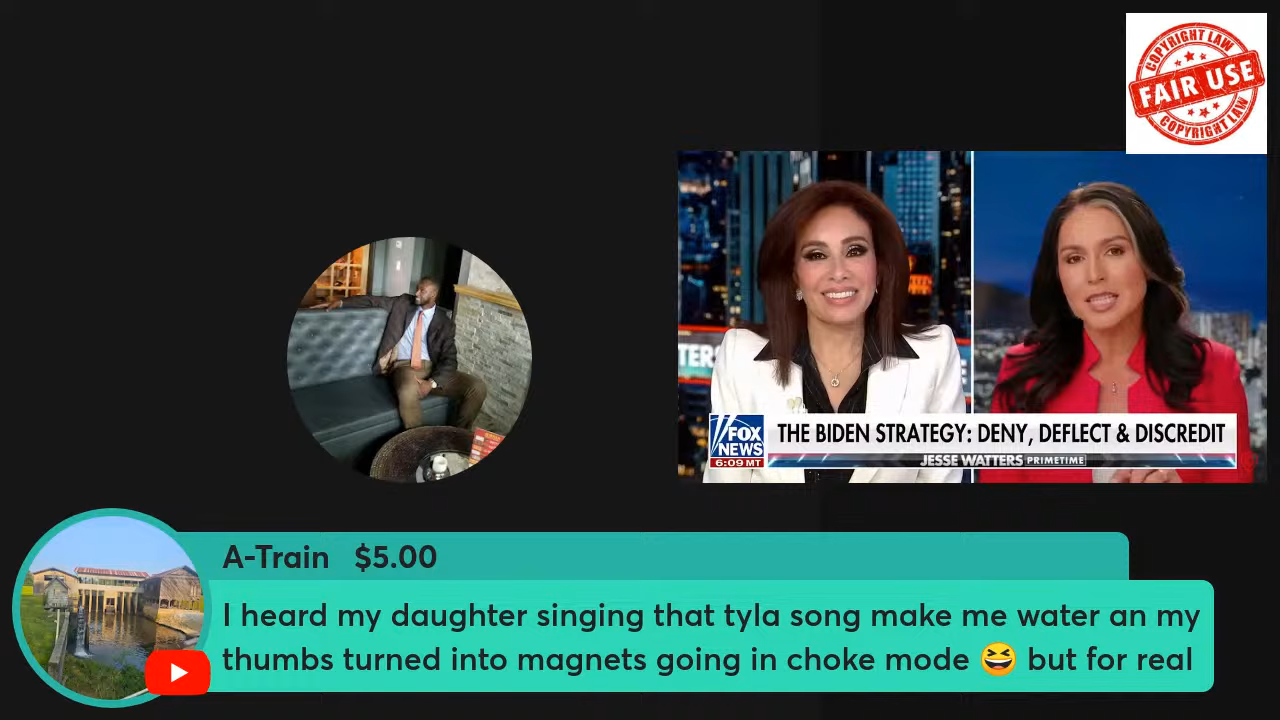 COPYRIGHT LAW
FAIR USE
COPYRIGHT LAW
TERS
E
FOX
NEWS
6:09 MT
THE BIDEN STRATEGY: DENY, DEFLECT & DISCREDIT
JESSE WATTERS PRIMETIME
A-Train $5.00
I heard my daughter singing that tyla song make me water an my
thumbs turned into magnets going in choke mode 😆 but for real